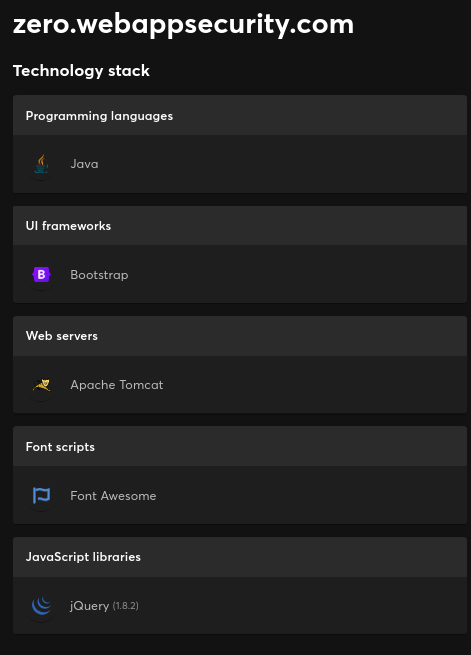 zero.webappsecurity.com
Technology stack
Programming languages
Java
UI frameworks
B Bootstrap
Web servers
Apache Tomcat
Font scripts
Font Awesome
JavaScript libraries
jQuery (1.8.2)